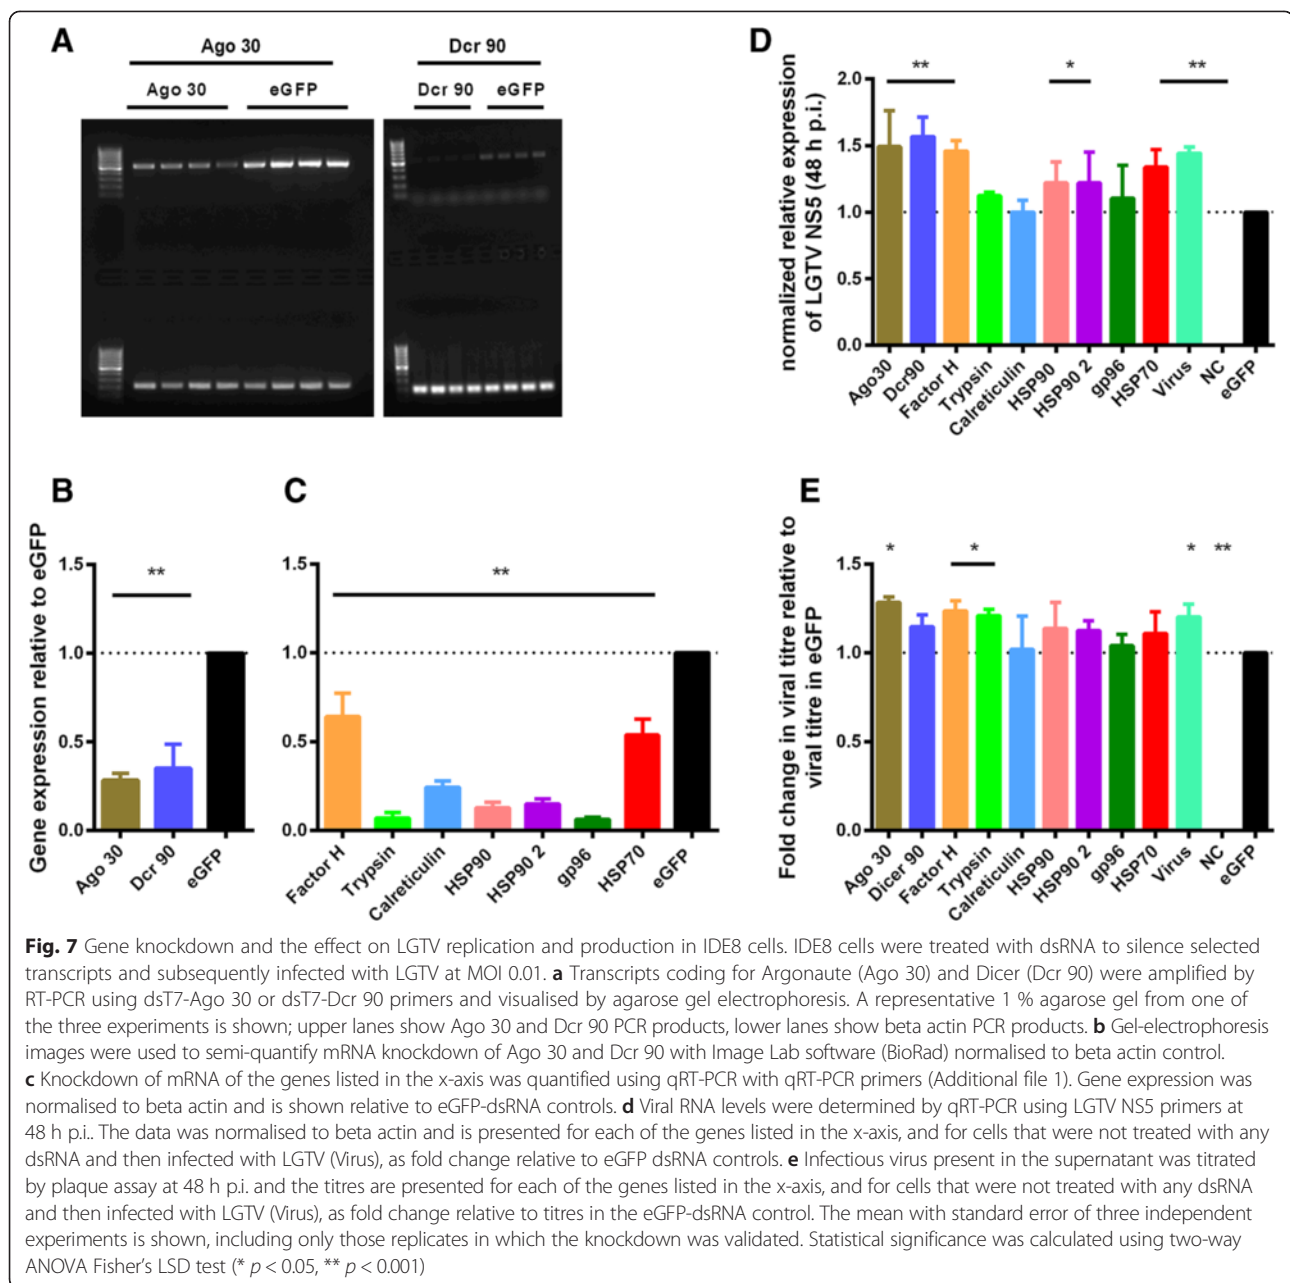 A
Ago 30
Ago 30 eGFP
Dcr 90
Dcr 90 eGFP
D
normalized relative expression
of LGTV NS5 (48 h p.i.)
2.0
1.5
1.0
0.5
0.0
** * **
Ago30 Dcr90 Factor H Trypsin Calreticulin HSP90 HSP90 2 gp96 HSP70 Virus NC eGFP
B
Gene expression relative to eGFP
1.5
1.0
0.5
0.0
**
Ago 30 Dcr 90 eGFP
C
1.5
1.0
0.5
0.0
**
Factor H Trypsin Calreticulin HSP90 HSP90 2 gp96 HSP70 eGFP
E
Fold change in viral titre relative to
viral titre in eGFP
1.5
1.0
0.5
0.0
* * * **
Ago 30 Dicer 90 Factor H Trypsin Calreticulin HSP90 HSP90 2 gp96 HSP70 Virus NC eGFP
Fig. 7 Gene knockdown and the effect on LGTV replication and production in IDE8 cells. IDE8 cells were treated with dsRNA to silence selected
transcripts and subsequently infected with LGTV at MOI 0.01. a Transcripts coding for Argonaute (Ago 30) and Dicer (Dcr 90) were amplified by
RT-PCR using dsT7-Ago 30 or dsT7-Dcr 90 primers and visualised by agarose gel electrophoresis. A representative 1 % agarose gel from one of
the three experiments is shown; upper lanes show Ago 30 and Dcr 90 PCR products, lower lanes show beta actin PCR products. b Gel-electrophoresis
images were used to semi-quantify mRNA knockdown of Ago 30 and Dcr 90 with Image Lab software (BioRad) normalised to beta actin control.
c Knockdown of mRNA of the genes listed in the x-axis was quantified using qRT-PCR with qRT-PCR primers (Additional file 1). Gene expression was
normalised to beta actin and is shown relative to eGFP-dsRNA controls. d Viral RNA levels were determined by qRT-PCR using LGTV NS5 primers at
48 h p.i.. The data was normalised to beta actin and is presented for each of the genes listed in the x-axis, and for cells that were not treated with any
dsRNA and then infected with LGTV (Virus), as fold change relative to eGFP dsRNA controls. e Infectious virus present in the supernatant was titrated
by plaque assay at 48 h p.i. and the titres are presented for each of the genes listed in the x-axis, and for cells that were not treated with any dsRNA
and then infected with LGTV (Virus), as fold change relative to titres in the eGFP-dsRNA control. The mean with standard error of three independent
experiments is shown, including only those replicates in which the knockdown was validated. Statistical significance was calculated using two-way
ANOVA Fisher's LSD test (* p < 0.05, ** p < 0.001)